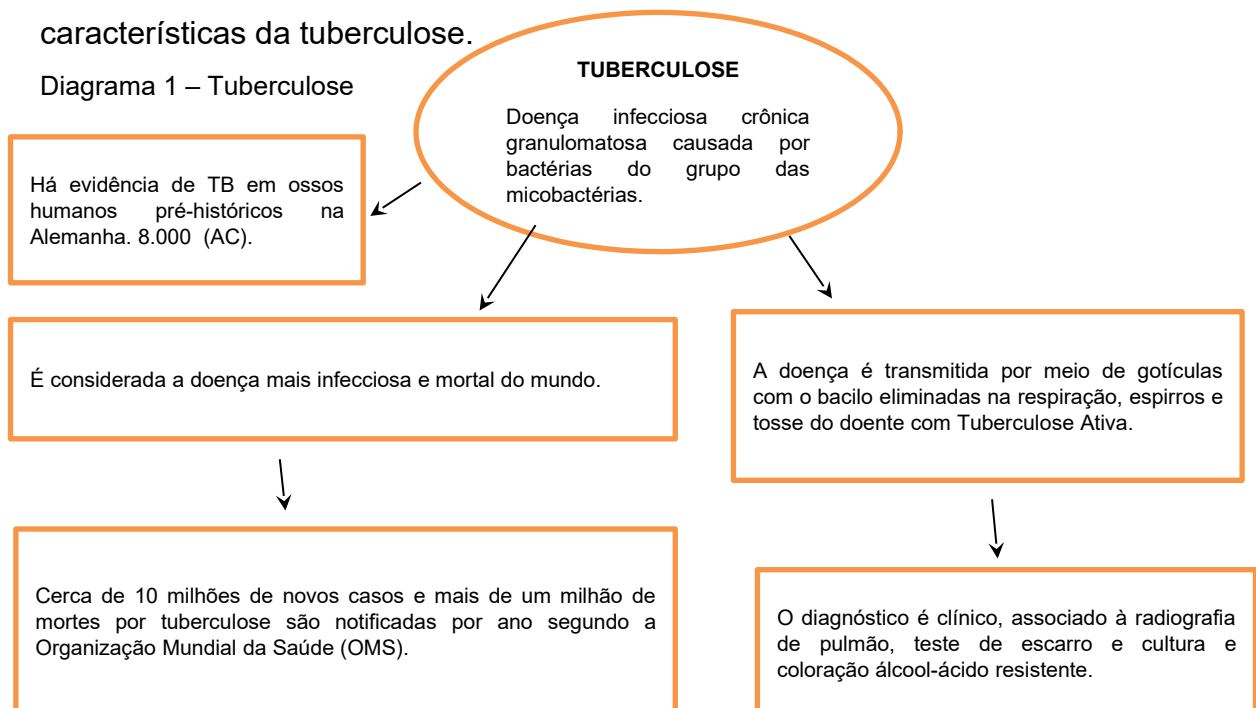 características da tuberculose.
Diagrama 1 – Tuberculose
TUBERCULOSE
Doença infecciosa crônica
granulomatosa causada por
bactérias do grupo das
micobactérias.
Há evidência de TB em ossos
humanos pré-históricos na
Alemanha. 8.000 (AC).
É considerada a doença mais infecciosa e mortal do mundo.
A doença é transmitida por meio de gotículas
com o bacilo eliminadas na respiração, espirros e
tosse do doente com Tuberculose Ativa.
Cerca de 10 milhões de novos casos e mais de um milhão de
mortes por tuberculose são notificadas por ano segundo a
Organização Mundial da Saúde (OMS).
O diagnóstico é clínico, associado à radiografia
de pulmão, teste de escarro e cultura e
coloração álcool-ácido resistente.